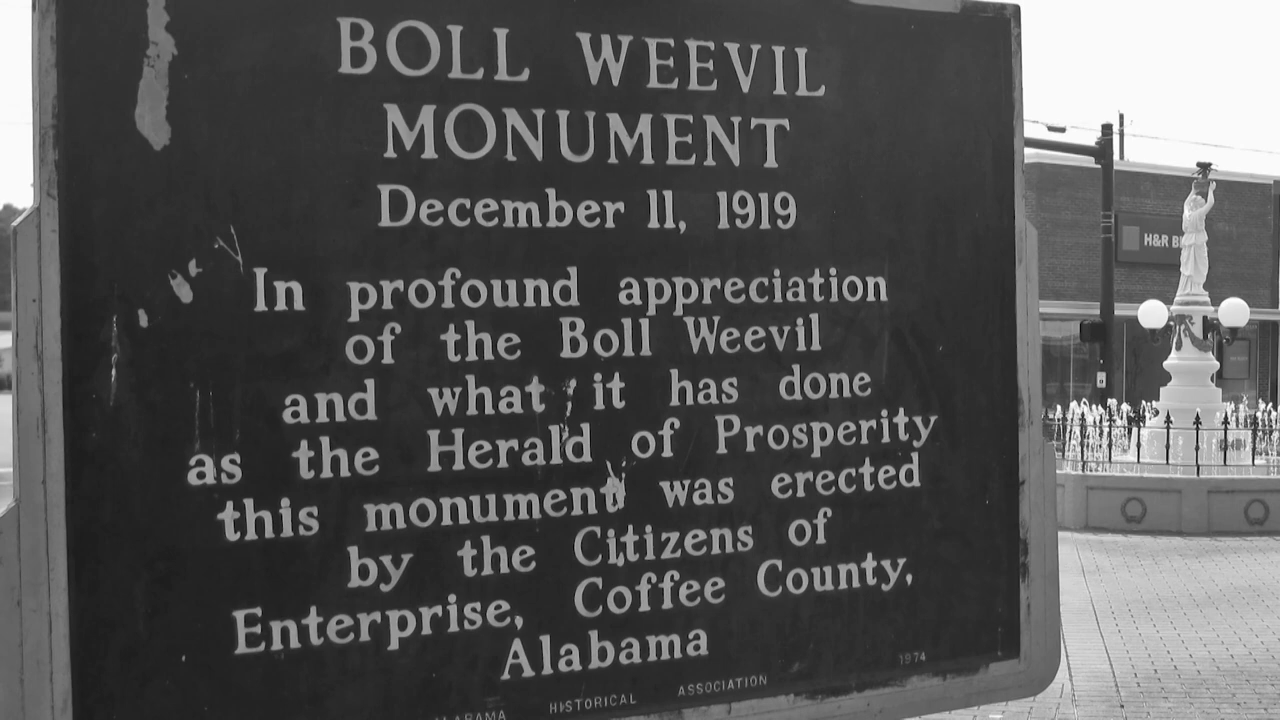 BOLL WEEVIL
MONUMENT
December 11, 1919
In profound appreciation
of the Boll Weevil
and what it has done
as the Herald of Prosperity
this monument was erected
by the Citizens of
Enterprise, Coffee County,
Alabama
ALABAMA HISTORICAL ASSOCIATION 1974
H&R